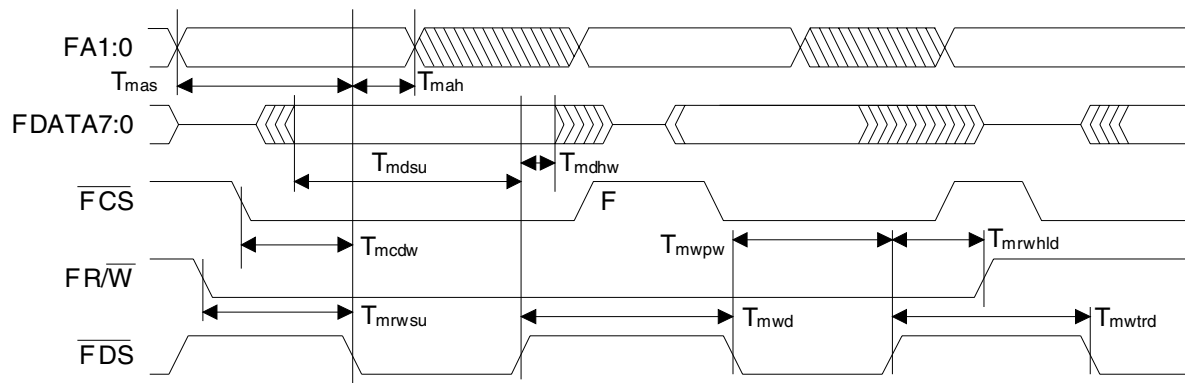 FA1:0
Tmas
Tmah
FDATA7:0
Tmdsu
Tmdhw
FCS
F
Tmcdw
Tmwpw
Tmrwhld
FR/W
Tmrwsu
Tmwd
Tmwtrd
FDS